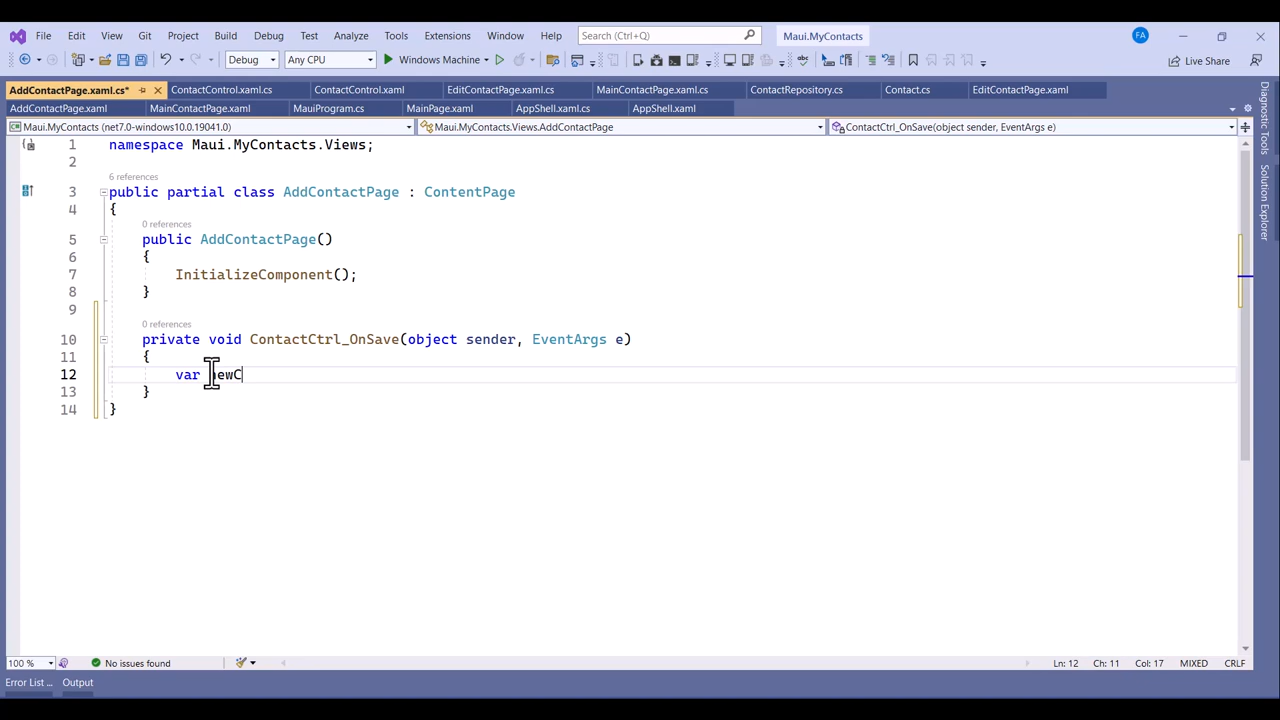 File Edit View Git Project Build Debug Test Analyze Tools Extensions Window Help Search (Ctrl+Q) Maui.MyContacts FA
Debug Any CPU Windows Machine Live Share
AddContactPage.xaml.cs* ContactControl.xaml.cs ContactControl.xaml EditContactPage.xaml.cs MainContactPage.xaml.cs ContactRepository.cs Contact.cs EditContactPage.xaml
AddContactPage.xaml MainContactPage.xaml MauiProgram.cs MainPage.xaml AppShell.xaml.cs AppShell.xaml
Maui.MyContacts (net7.0-windows10.0.19041.0) Maui.MyContacts.Views.AddContactPage ContactCtrl_OnSave(object sender, EventArgs e)
1 namespace Maui.MyContacts.Views;
2
6 references
3 public partial class AddContactPage : ContentPage
4 {
0 references
5 public AddContactPage()
6 {
7 InitializeComponent();
8 }
9
0 references
10 private void ContactCtrl_OnSave(object sender, EventArgs e)
11 {
12 var newC
13 }
14 }
Diagnostic Tools
Solution Explorer
100 % No issues found Ln: 12 Ch: 11 Col: 17 MIXED CRLF
Error List ... Output